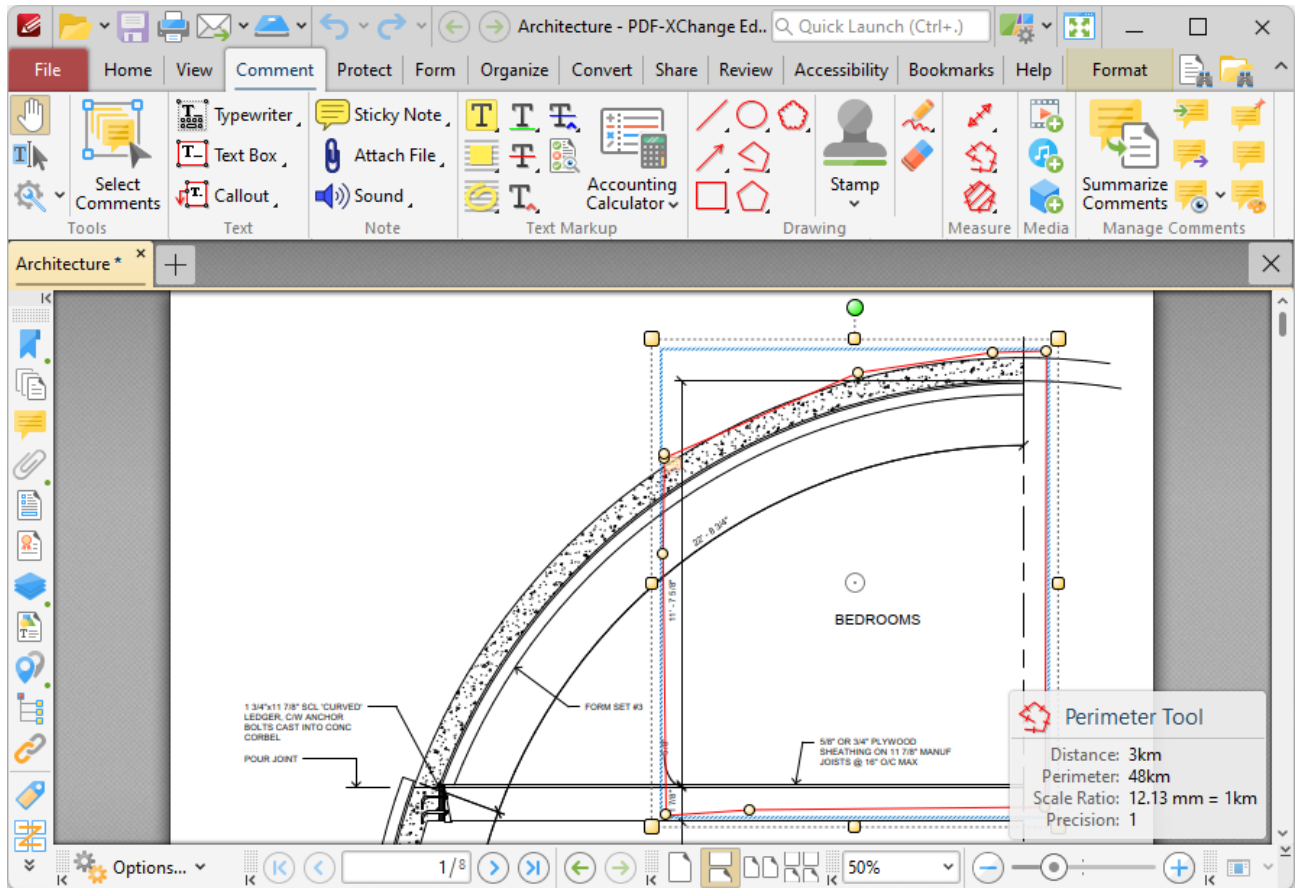 Architecture - PDF-XChange Ed..
Quick Launch (Ctrl+.)
File Home View Comment Protect Form Organize Convert Share Review Accessibility Bookmarks Help Format
Select
Comments
Tools
Typewriter
Text Box
Callout
Text
Sticky Note
Attach File
Sound
Note
Accounting
Calculator
Text Markup
Stamp
Drawing
Measure
Media
Summarize
Comments
Manage Comments
Architecture *
22' - 8 3/4"
11' - 7 5/8"
BEDROOMS
1 3/4"x11 7/8" SCL 'CURVED'
LEDGER, C/W ANCHOR
BOLTS CAST INTO CONC
CORBEL
POUR JOINT
FORM SET #3
5/8" OR 3/4" PLYWOOD
SHEATHING ON 11 7/8" MANUF
JOISTS @ 16" O/C MAX
Perimeter Tool
Distance: 3km
Perimeter: 48km
Scale Ratio: 12.13 mm = 1km
Precision: 1
Options...
1/8
50%